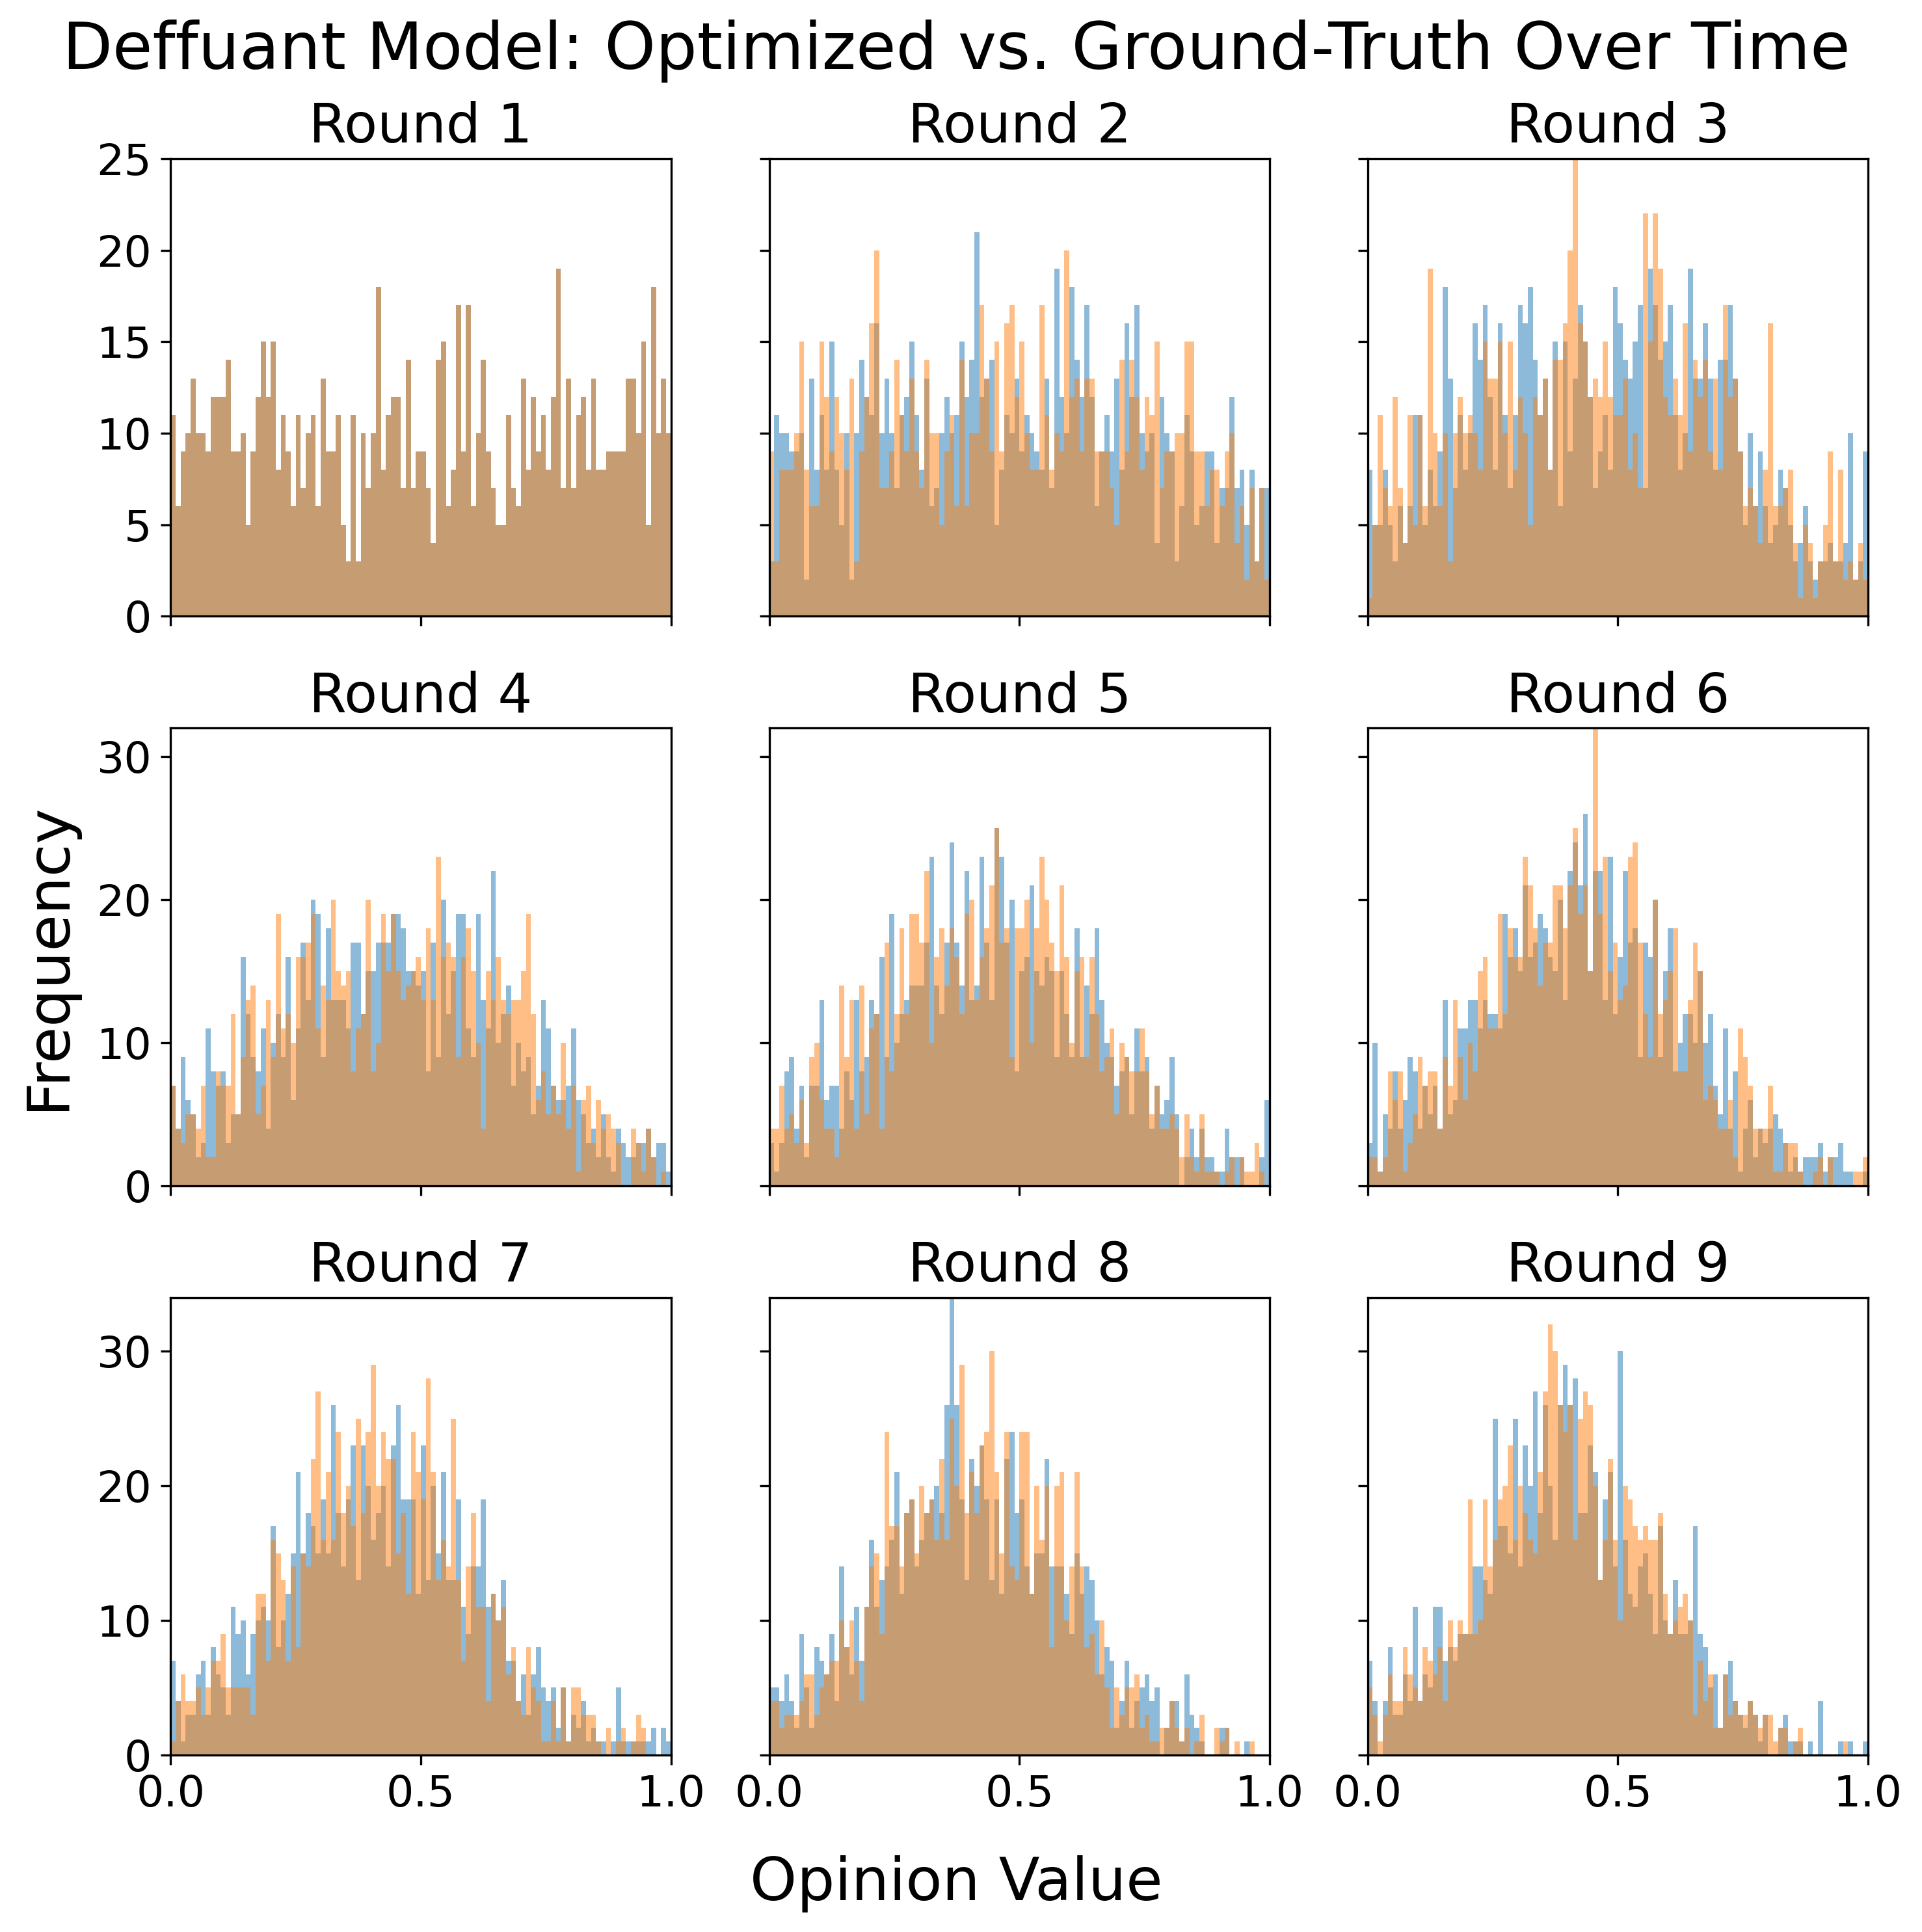 Deffuant Model: Optimized vs. Ground-Truth Over Time
Round 1
Round 2
Round 3
25
20
15
10
5
0
Round 4
Round 5
Round 6
30
20
10
0
Frequency
Round 7
Round 8
Round 9
30
20
10
0
0.0 0.5 1.0 0.0 0.5 1.0 0.0 0.5 1.0
Opinion Value